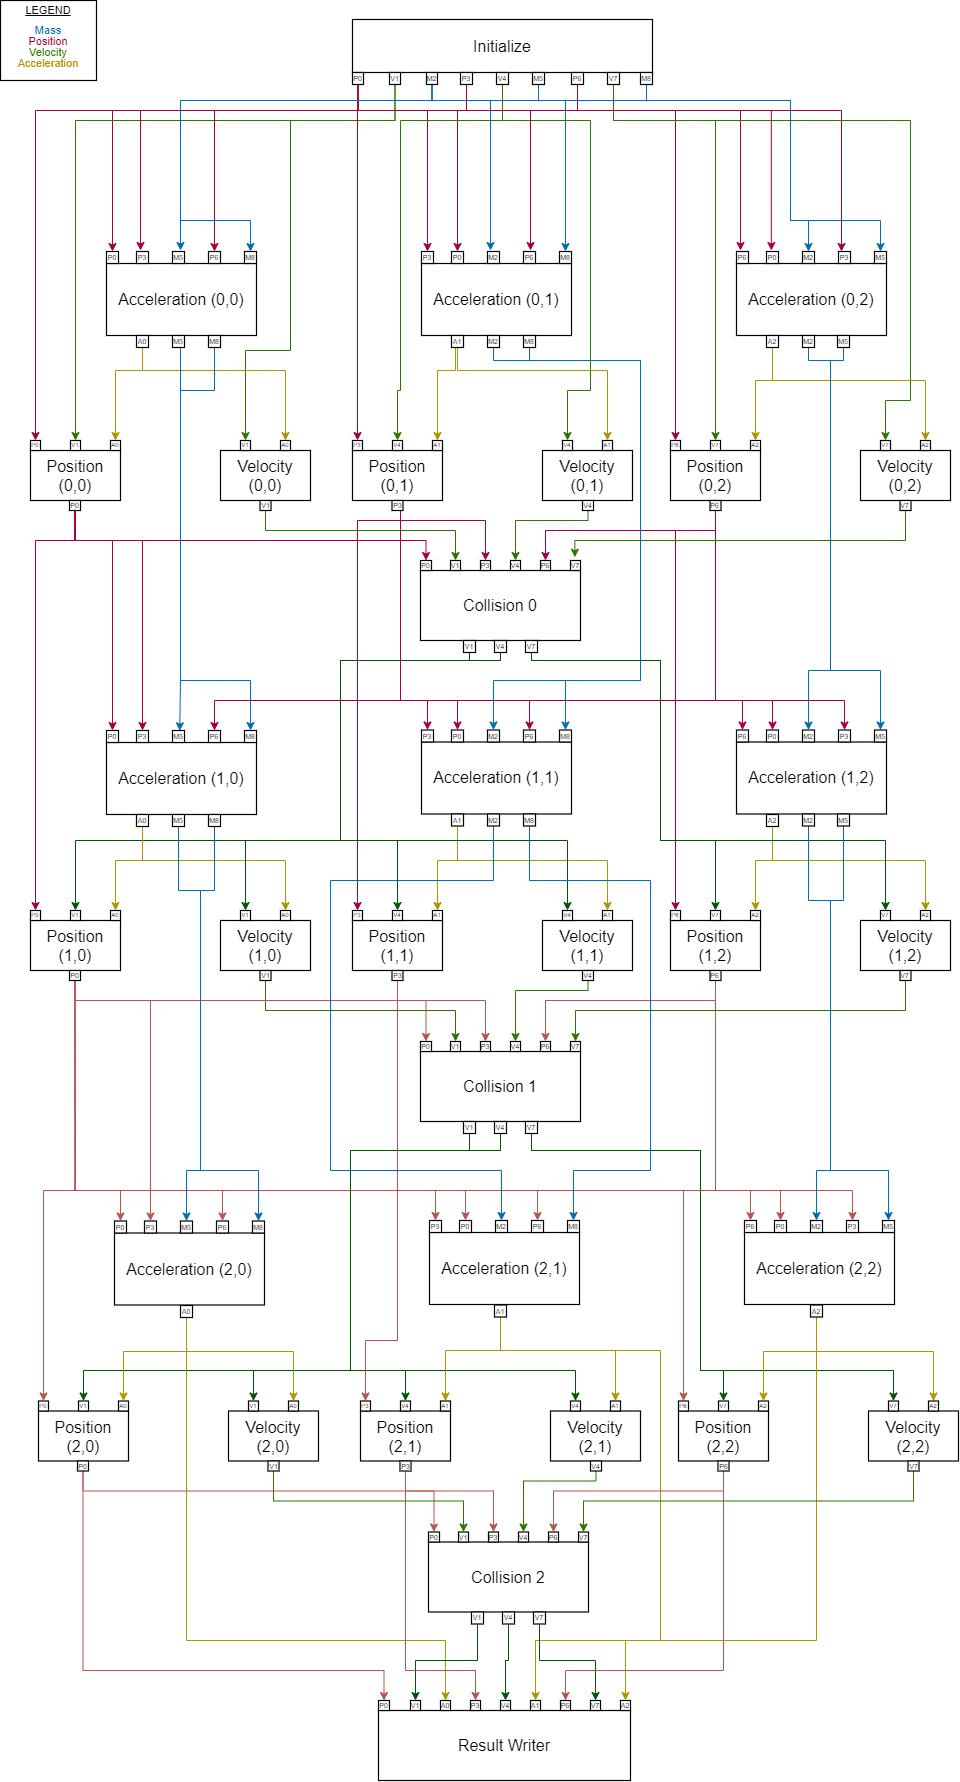 LEGEND
Mass
Position
Velocity
Acceleration
Initialize
P0 V1 M2 P3 V4 M5 P6 V7 M8
P0 P3 M5 P6 M8 P3 P0 M2 P6 M8 P6 P0 M2 P3 M5
Acceleration (0,0) Acceleration (0,1) Acceleration (0,2)
A0 M5 M8 A1 M2 M8 A2 M2 M5
P0 V1 A0 V1 A0 P3 V4 A1 V4 A1 P6 V7 A2 V7 A2
Position Velocity Position Velocity Position Velocity
(0,0) (0,0) (0,1) (0,1) (0,2) (0,2)
P0 V1 P3 V4 P6 V7
P0 V1 P3 V4 P6 V7
Collision 0
V1 V4 V7
P0 P3 M5 P6 M8 P3 P0 M2 P6 M8 P6 P0 M2 P3 M5
Acceleration (1,0) Acceleration (1,1) Acceleration (1,2)
A0 M5 M8 A1 M2 M8 A2 M2 M5
P0 V1 A0 V1 A0 P3 V4 A1 V4 A1 P6 V7 A2 V7 A2
Position Velocity Position Velocity Position Velocity
(1,0) (1,0) (1,1) (1,1) (1,2) (1,2)
P0 V1 P3 V4 P6 V7
P0 V1 P3 V4 P6 V7
Collision 1
V1 V4 V7
P0 P3 M5 P6 M8 P3 P0 M2 P6 M8 P6 P0 M2 P3 M5
Acceleration (2,0) Acceleration (2,1) Acceleration (2,2)
A0 A1 A2
P0 V1 A0 V1 A0 P3 V4 A1 V4 A1 P6 V7 A2 V7 A2
Position Velocity Position Velocity Position Velocity
(2,0) (2,0) (2,1) (2,1) (2,2) (2,2)
P0 V1 P3 V4 P6 V7
P0 V1 P3 V4 P6 V7
Collision 2
V1 V4 V7
P0 V1 A0 P3 V4 A1 P6 V7 A2
Result Writer